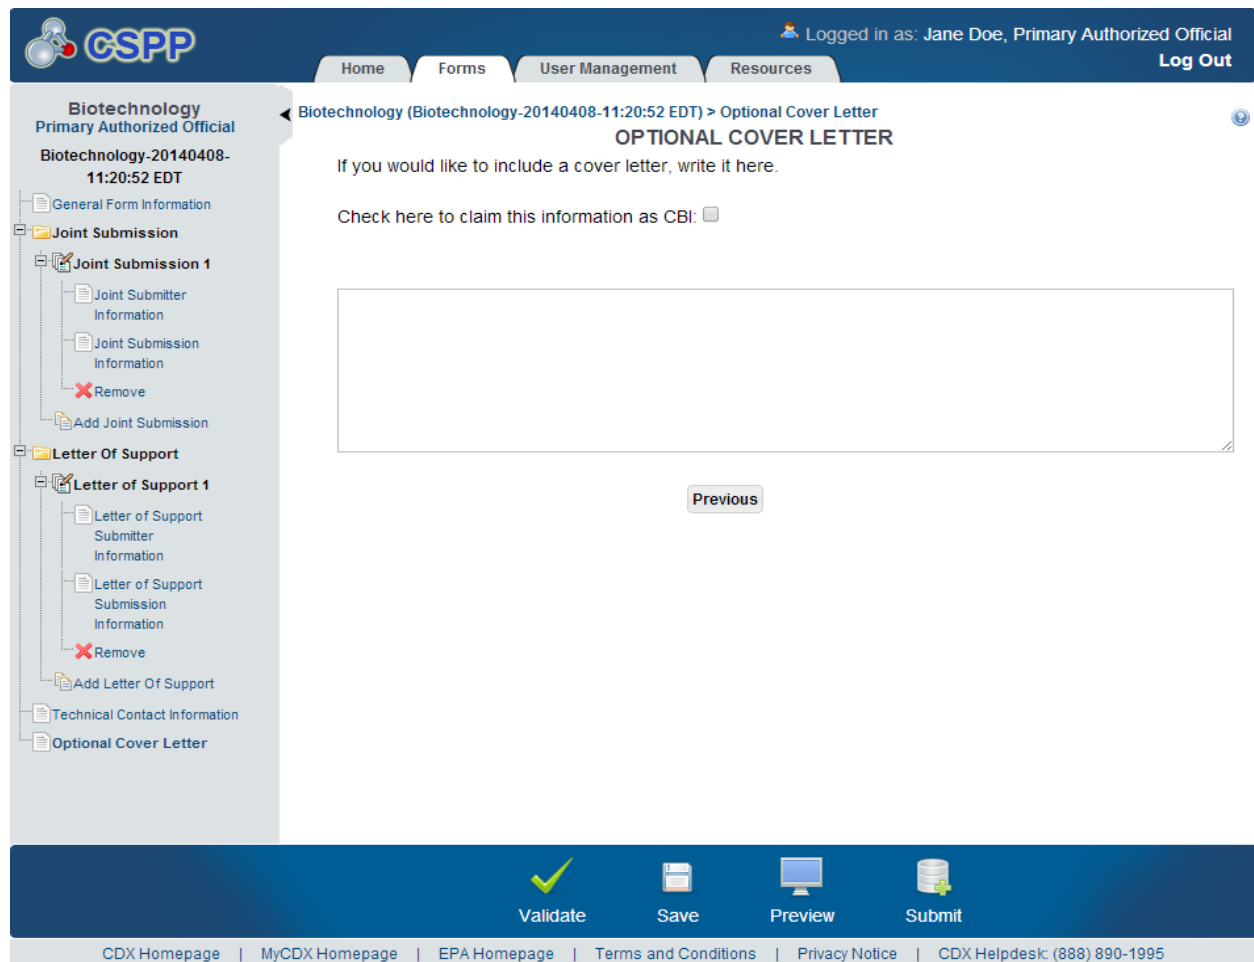 CSPP
Logged in as: Jane Doe, Primary Authorized Official
Log Out
Home
Forms
User Management
Resources
Biotechnology
Primary Authorized Official
Biotechnology-20140408-
11:20:52 EDT
General Form Information
Joint Submission
Joint Submission 1
Joint Submitter
Information
Joint Submission
Information
Remove
Add Joint Submission
Letter Of Support
Letter of Support 1
Letter of Support
Submitter
Information
Letter of Support
Submission
Information
Remove
Add Letter Of Support
Technical Contact Information
Optional Cover Letter
Biotechnology (Biotechnology-20140408-11:20:52 EDT) > Optional Cover Letter
OPTIONAL COVER LETTER
If you would like to include a cover letter, write it here.
Check here to claim this information as CBI:
Previous
Validate
Save
Preview
Submit
CDX Homepage | MyCDX Homepage | EPA Homepage | Terms and Conditions | Privacy Notice | CDX Helpdesk: (888) 890-1995